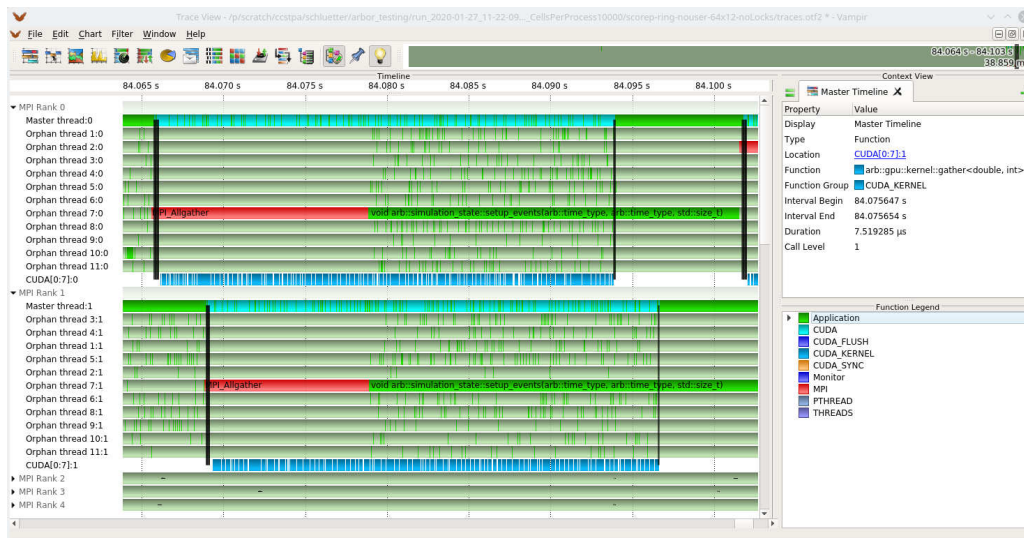 Trace View - /p/scratch/ccstpa/schluetter/arbor_testing/run_2020-01-27_11-22-09..._CellsPerProcess10000/scorep-ring-nouser-64x12-noLocks/traces.otf2 * - Vampir
File Edit Chart Filter Window Help
84.064 s - 84.103 s
38.859 m
Timeline
84.065 s 84.070 s 84.075 s 84.080 s 84.085 s 84.090 s 84.095 s 84.100 s
MPI Rank 0
Master thread:0
Orphan thread 1:0
Orphan thread 2:0
Orphan thread 3:0
Orphan thread 4:0
Orphan thread 5:0
Orphan thread 6:0
Orphan thread 7:0 MPI_Allgather void arb::simulation_state::setup_events(arb::time_type, arb::time_type, std::size_t)
Orphan thread 8:0
Orphan thread 9:0
Orphan thread 10:0
Orphan thread 11:0
CUDA[0:7]:0
MPI Rank 1
Master thread:1
Orphan thread 3:1
Orphan thread 4:1
Orphan thread 1:1
Orphan thread 5:1
Orphan thread 2:1
Orphan thread 7:1 MPI_Allgather void arb::simulation_state::setup_events(arb::time_type, arb::time_type, std::size_t)
Orphan thread 6:1
Orphan thread 8:1
Orphan thread 9:1
Orphan thread 10:1
Orphan thread 11:1
CUDA[0:7]:1
MPI Rank 2
MPI Rank 3
MPI Rank 4
Context View
Master Timeline
Property Value
Display Master Timeline
Type Function
Location CUDA[0:7]:1
Function arb::gpu::kernel::gather<double, int>
Function Group CUDA_KERNEL
Interval Begin 84.075647 s
Interval End 84.075654 s
Duration 7.519285 μs
Call Level 1
Function Legend
Application
CUDA
CUDA_FLUSH
CUDA_KERNEL
CUDA_SYNC
Monitor
MPI
PTHREAD
THREADS